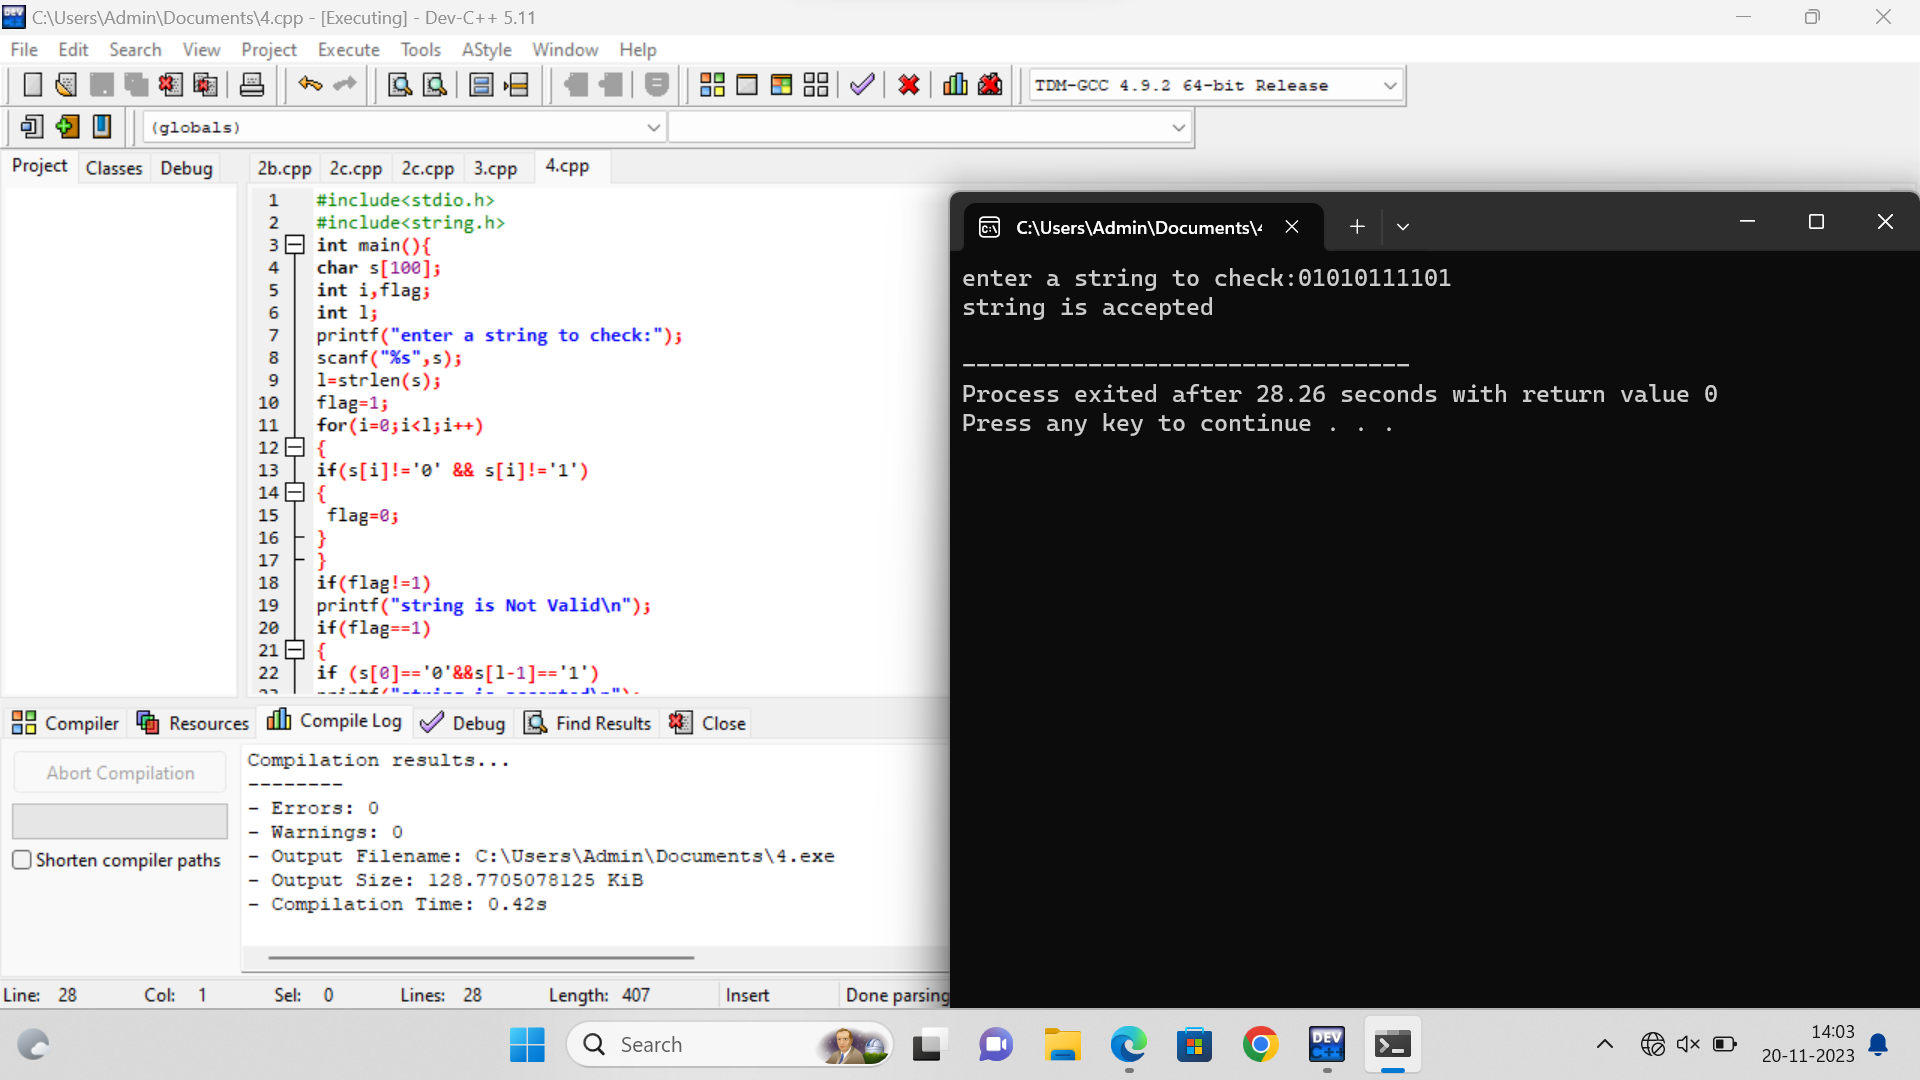 C:\Users\Admin\Documents\4.cpp - [Executing] - Dev-C++ 5.11
File Edit Search View Project Execute Tools AStyle Window Help
TDM-GCC 4.9.2 64-bit Release
(globals)
Project Classes Debug
2b.cpp 2c.cpp 2c.cpp 3.cpp 4.cpp
1 #include<stdio.h>
2 #include<string.h>
3 int main(){
4 char s[100];
5 int i,flag;
6 int l;
7 printf("enter a string to check:");
8 scanf("%s",s);
9 l=strlen(s);
10 flag=1;
11 for(i=0;i<l;i++)
12 {
13 if(s[i]!='0' && s[i]!='1')
14 {
15 flag=0;
16 }
17 }
18 if(flag!=1)
19 printf("string is Not Valid\n");
20 if(flag==1)
21 {
22 if (s[0]=='0'&&s[l-1]=='1')
23 printf("string is accepted\n");
C:\Users\Admin\Documents\4
enter a string to check:01010111101
string is accepted
--------------------------------
Process exited after 28.26 seconds with return value 0
Press any key to continue . . .
Compiler Resources Compile Log Debug Find Results Close
Abort Compilation
Shorten compiler paths
Compilation results...
--------
- Errors: 0
- Warnings: 0
- Output Filename: C:\Users\Admin\Documents\4.exe
- Output Size: 128.7705078125 KiB
- Compilation Time: 0.42s
Line: 28 Col: 1 Sel: 0 Lines: 28 Length: 407 Insert Done parsing
Search
DEV C++
14:03
20-11-2023